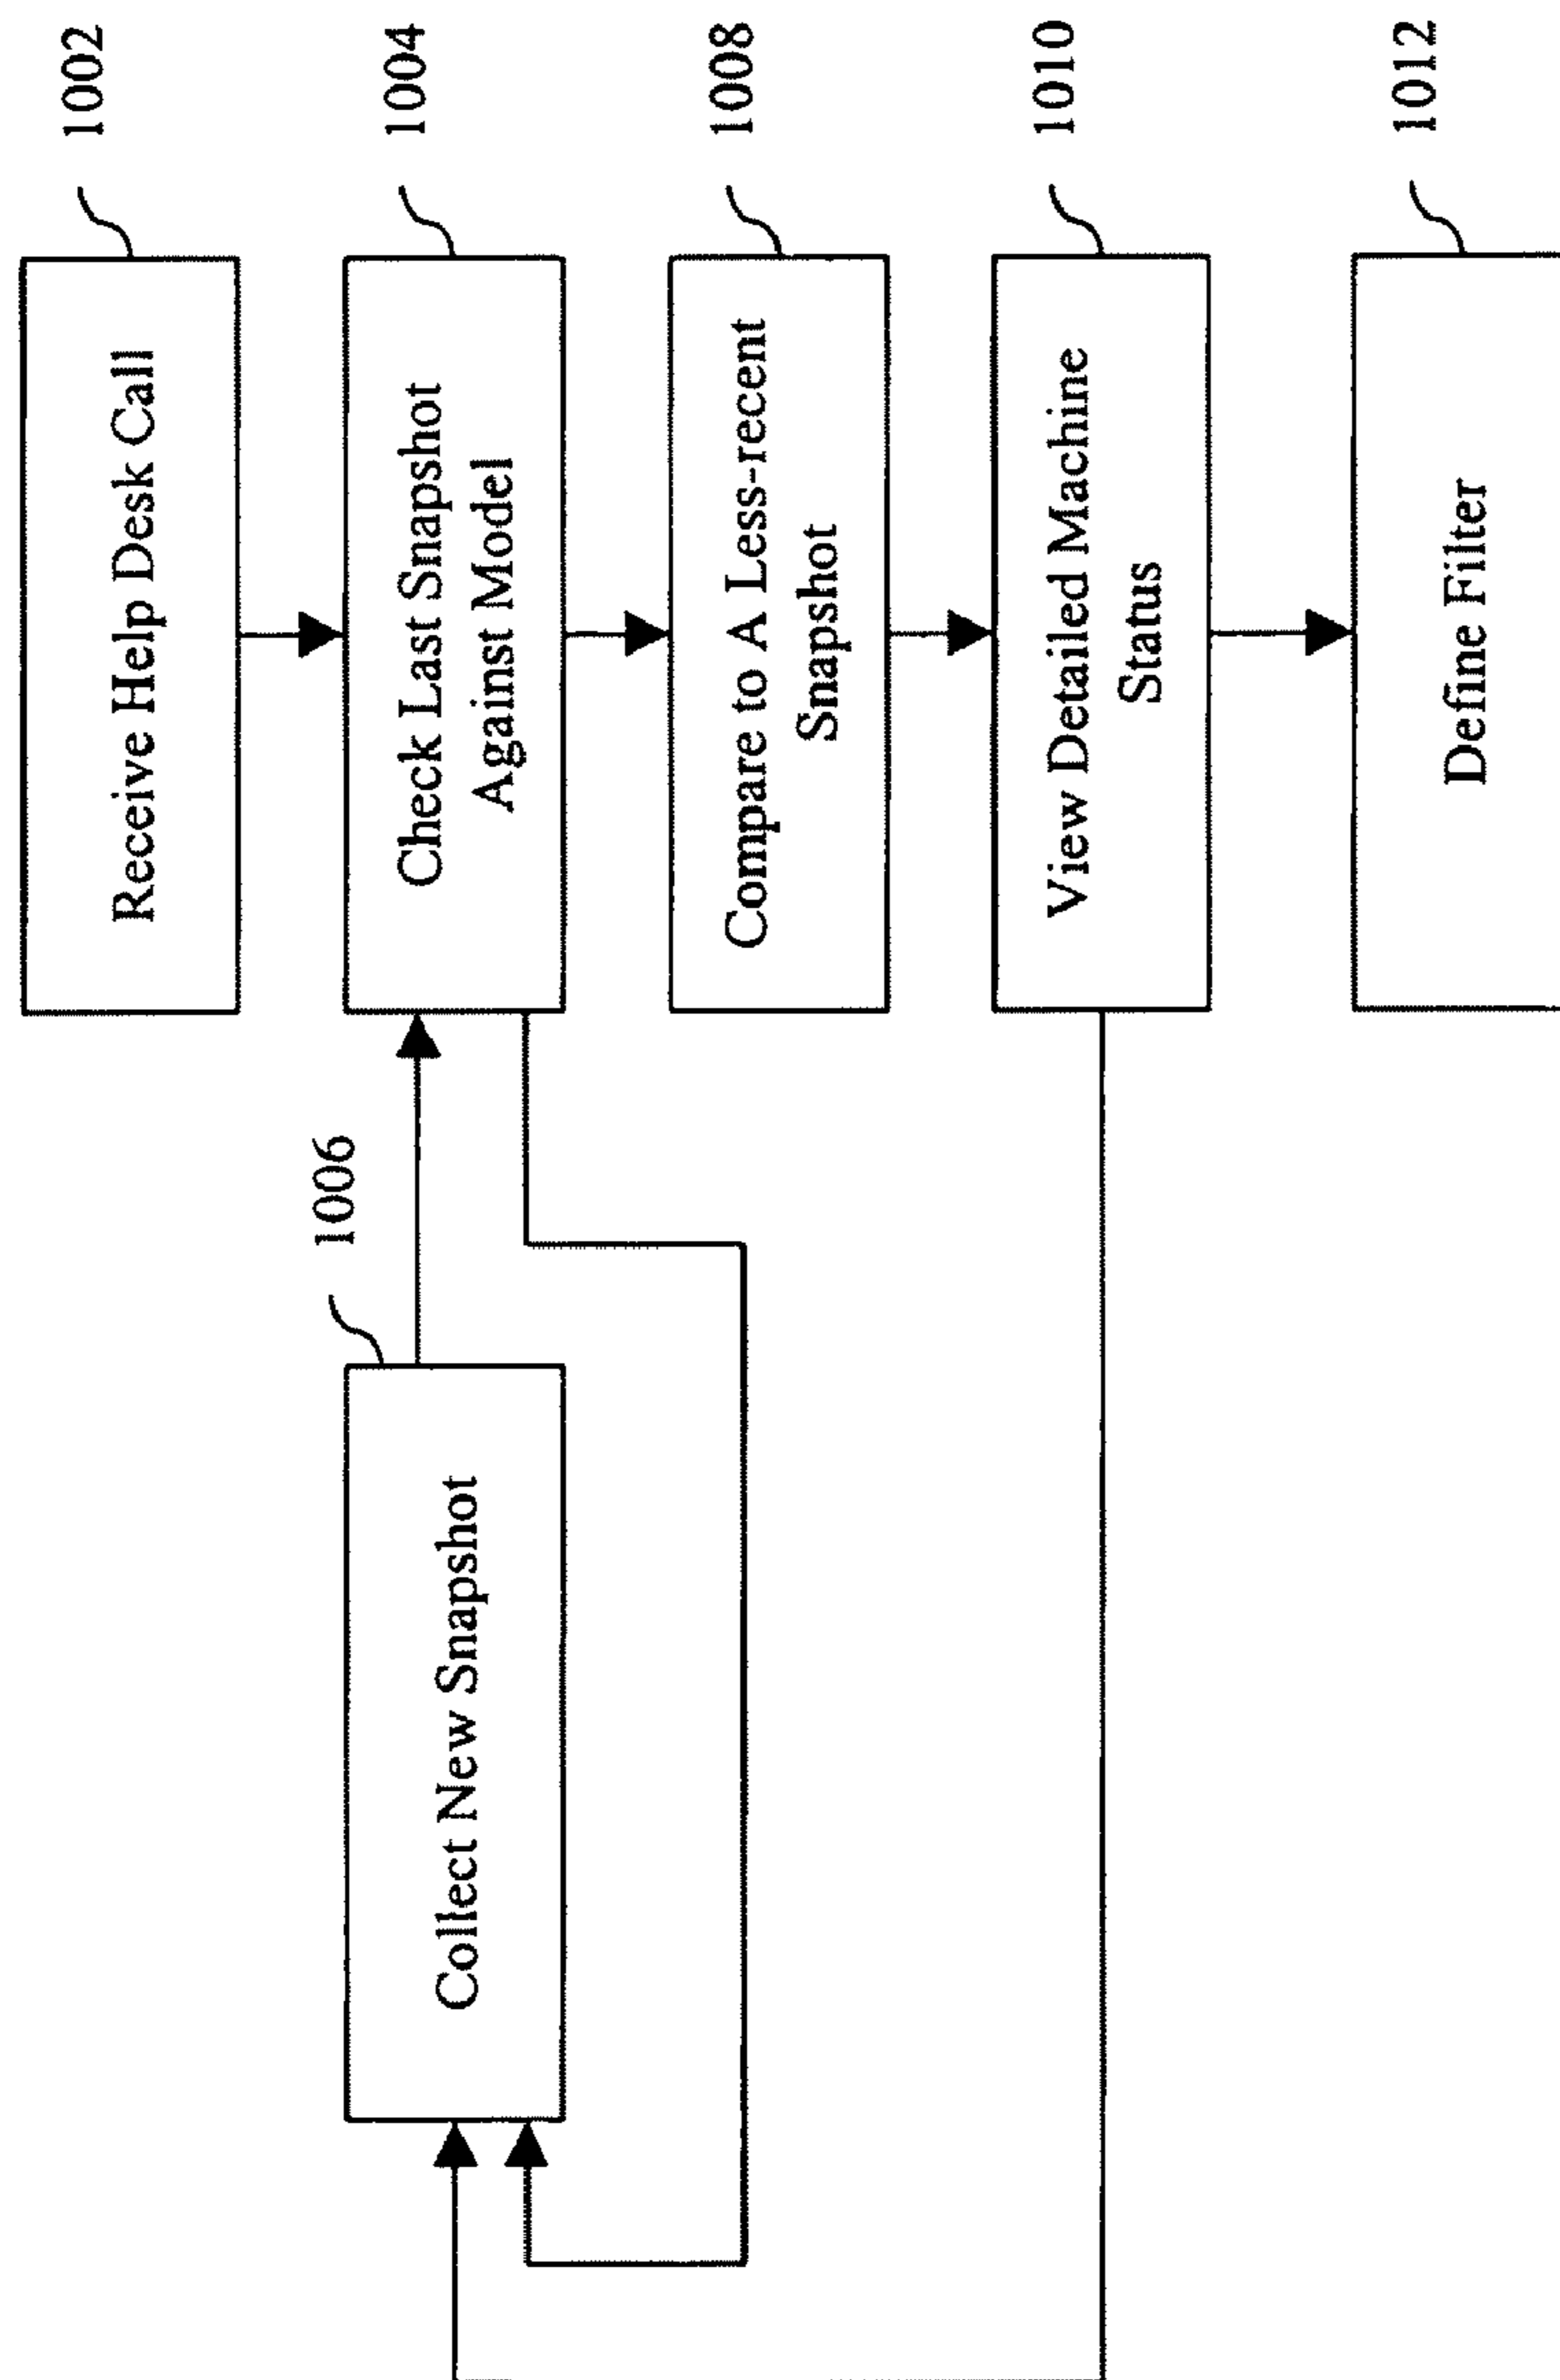 1002
Receive Help Desk Call
1004
Check Last Snapshot
Against Model
1006
Collect New Snapshot
1008
Compare to A Less-recent
Snapshot
1010
View Detailed Machine
Status
1012
Define Filter